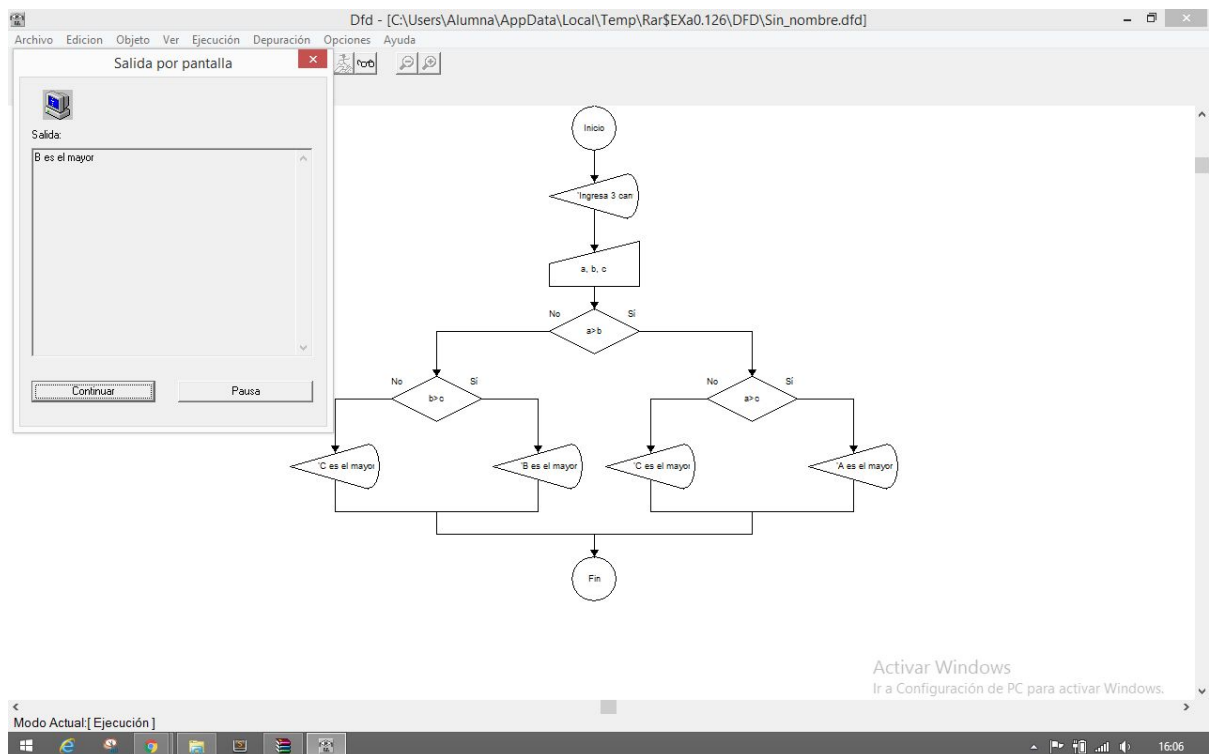 Dfd - [C:\Users\Alumna\AppData\Local\Temp\Rar$EXa0.126\DFD\Sin_nombre.dfd]
Archivo Edicion Objeto Ver Ejecución Depuración Opciones Ayuda
Salida por pantalla
Salida:
B es el mayor
Continuar Pausa
Inicio
'Ingresa 3 can
a, b, c
No Sí
a>b
No Sí
b>c
No Sí
a>c
'C es el mayor
'B es el mayor
'C es el mayor
'A es el mayor
Fin
Activar Windows
Ir a Configuración de PC para activar Windows.
Modo Actual:[ Ejecución ]
16:06